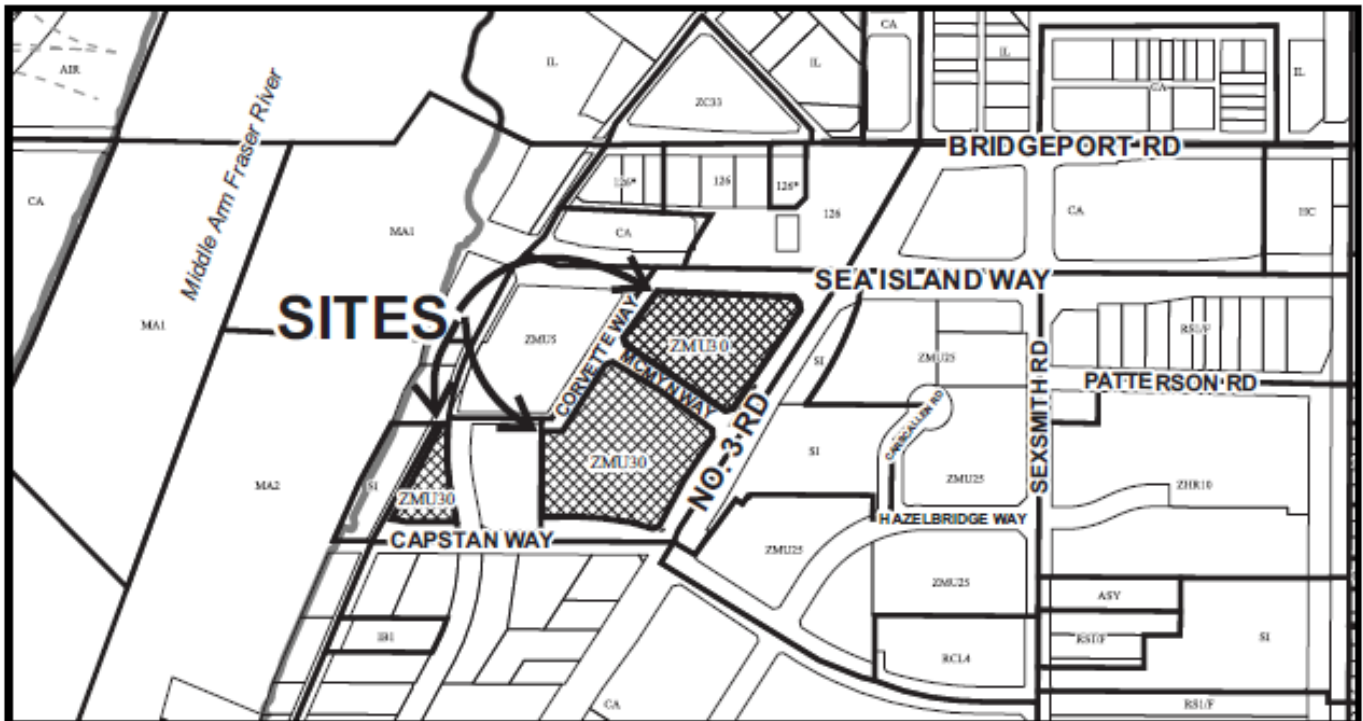 CA
IL
AIR
IL
IL
IL
ZC33
CA
Middle Arm Fraser River
BRIDGEPORT RD
126*
126
126*
126
CA
MA1
CA
CA
HC
SEA ISLAND WAY
SITES
MA1
ZMU5
CORVETTE WAY
ZMU30
MCMYN WAY
SI
ZMU25
RS1/F
SEXSMITH RD
PATTERSON RD
CARSCALLEN RD
NO. 3 RD
ZMU30
SI
MA2
SI
ZMU30
ZMU25
ZHR10
HAZELBRIDGE WAY
CAPSTAN WAY
ZMU25
ZMU25
ASY
IB1
RS1/F
SI
RCL4
CA
RS1/F